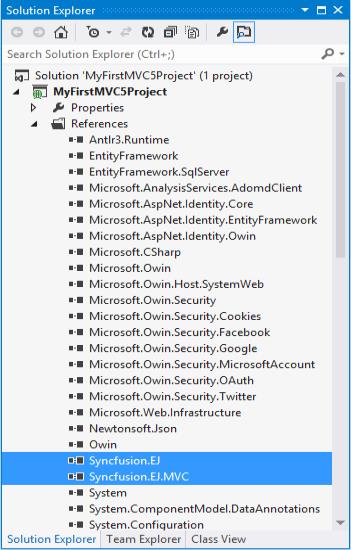 Solution Explorer
Search Solution Explorer (Ctrl+;)
Solution 'MyFirstMVC5Project' (1 project)
MyFirstMVC5Project
Properties
References
Antlr3.Runtime
EntityFramework
EntityFramework.SqlServer
Microsoft.AnalysisServices.AdomdClient
Microsoft.AspNet.Identity.Core
Microsoft.AspNet.Identity.EntityFramework
Microsoft.AspNet.Identity.Owin
Microsoft.CSharp
Microsoft.Owin
Microsoft.Owin.Host.SystemWeb
Microsoft.Owin.Security
Microsoft.Owin.Security.Cookies
Microsoft.Owin.Security.Facebook
Microsoft.Owin.Security.Google
Microsoft.Owin.Security.MicrosoftAccount
Microsoft.Owin.Security.OAuth
Microsoft.Owin.Security.Twitter
Microsoft.Web.Infrastructure
Newtonsoft.Json
Owin
Syncfusion.EJ
Syncfusion.EJ.MVC
System
System.ComponentModel.DataAnnotations
System.Configuration
Solution Explorer Team Explorer Class View